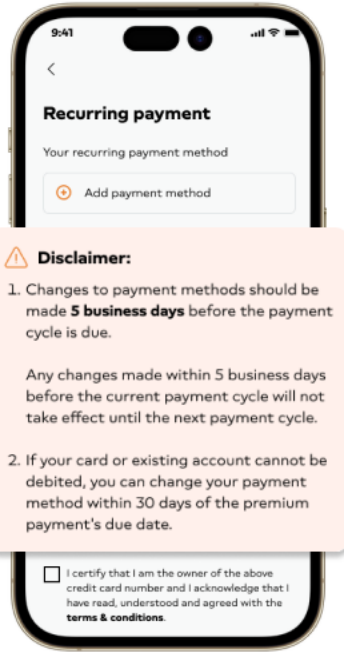 9:41
Recurring payment
Your recurring payment method
Add payment method
Disclaimer:
1. Changes to payment methods should be
made 5 business days before the payment
cycle is due.
Any changes made within 5 business days
before the current payment cycle will not
take effect until the next payment cycle.
2. If your card or existing account cannot be
debited, you can change your payment
method within 30 days of the premium
payment's due date.
I certify that I am the owner of the above
credit card number and I acknowledge that I
have read, understood and agreed with the
terms & conditions.